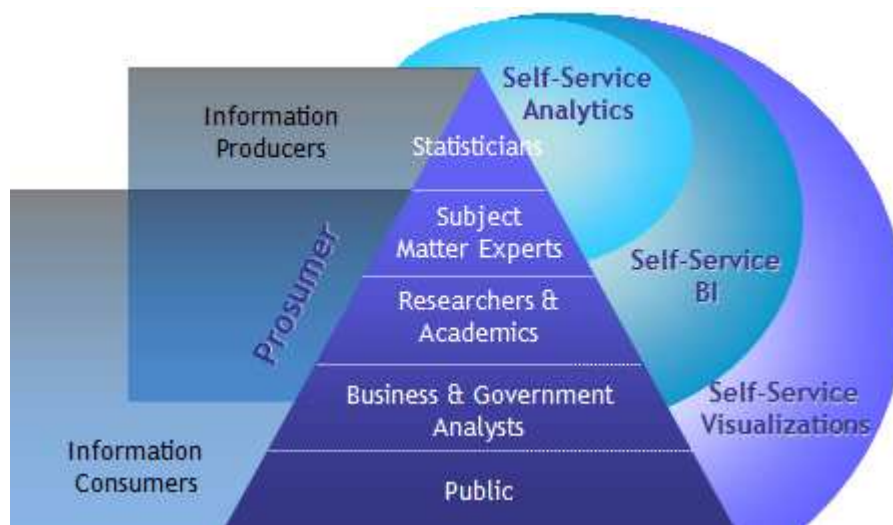 Self-Service
Analytics
Information
Producers
Statisticians
Subject
Matter Experts
Prosumer
Self-Service
BI
Researchers &
Academics
Business & Government
Analysts
Self-Service
Visualizations
Information
Consumers
Public